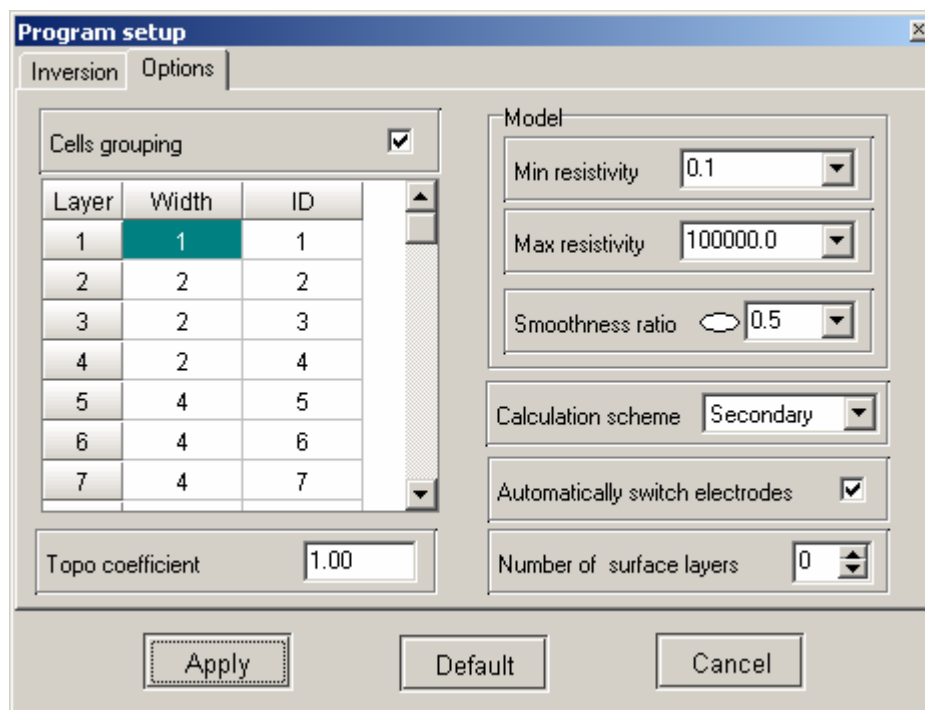 Program setup
Inversion Options
Cells grouping
Layer Width ID
1 1 1
2 2 2
3 2 3
4 2 4
5 4 5
6 4 6
7 4 7
Topo coefficient 1.00
Model
Min resistivity 0.1
Max resistivity 100000.0
Smoothness ratio 0.5
Calculation scheme Secondary
Automatically switch electrodes
Number of surface layers 0
Apply Default Cancel